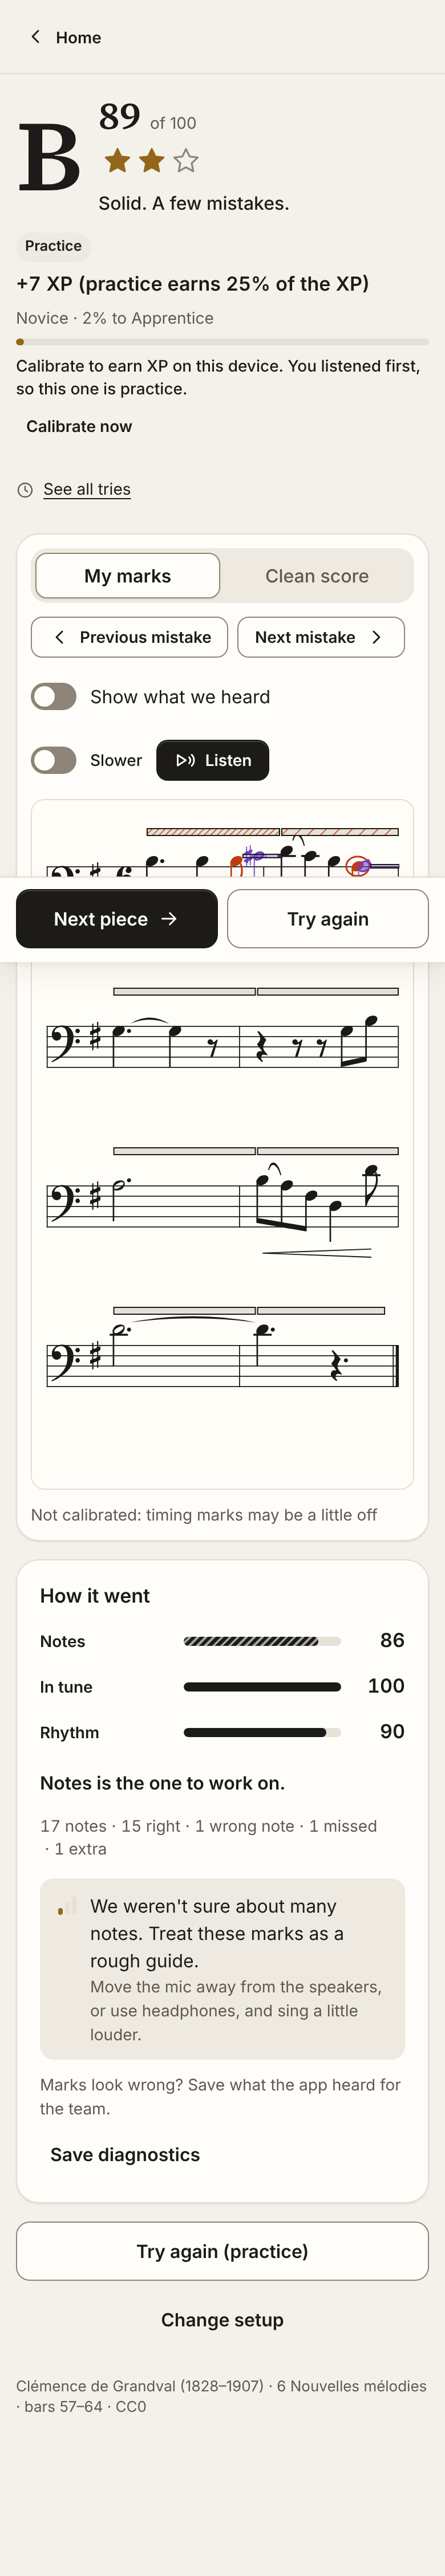 Home
B
89 of 100
Solid. A few mistakes.
Practice
+7 XP (practice earns 25% of the XP)
Novice · 2% to Apprentice
Calibrate to earn XP on this device. You listened first,
so this one is practice.
Calibrate now
See all tries
My marks
Clean score
Previous mistake
Next mistake
Show what we heard
Slower
Listen
Next piece
Try again
Not calibrated: timing marks may be a little off
How it went
Notes 86
In tune 100
Rhythm 90
Notes is the one to work on.
17 notes · 15 right · 1 wrong note · 1 missed
· 1 extra
We weren't sure about many
notes. Treat these marks as a
rough guide.
Move the mic away from the speakers,
or use headphones, and sing a little
louder.
Marks look wrong? Save what the app heard for
the team.
Save diagnostics
Try again (practice)
Change setup
Clémence de Grandval (1828–1907) · 6 Nouvelles mélodies
· bars 57–64 · CC0